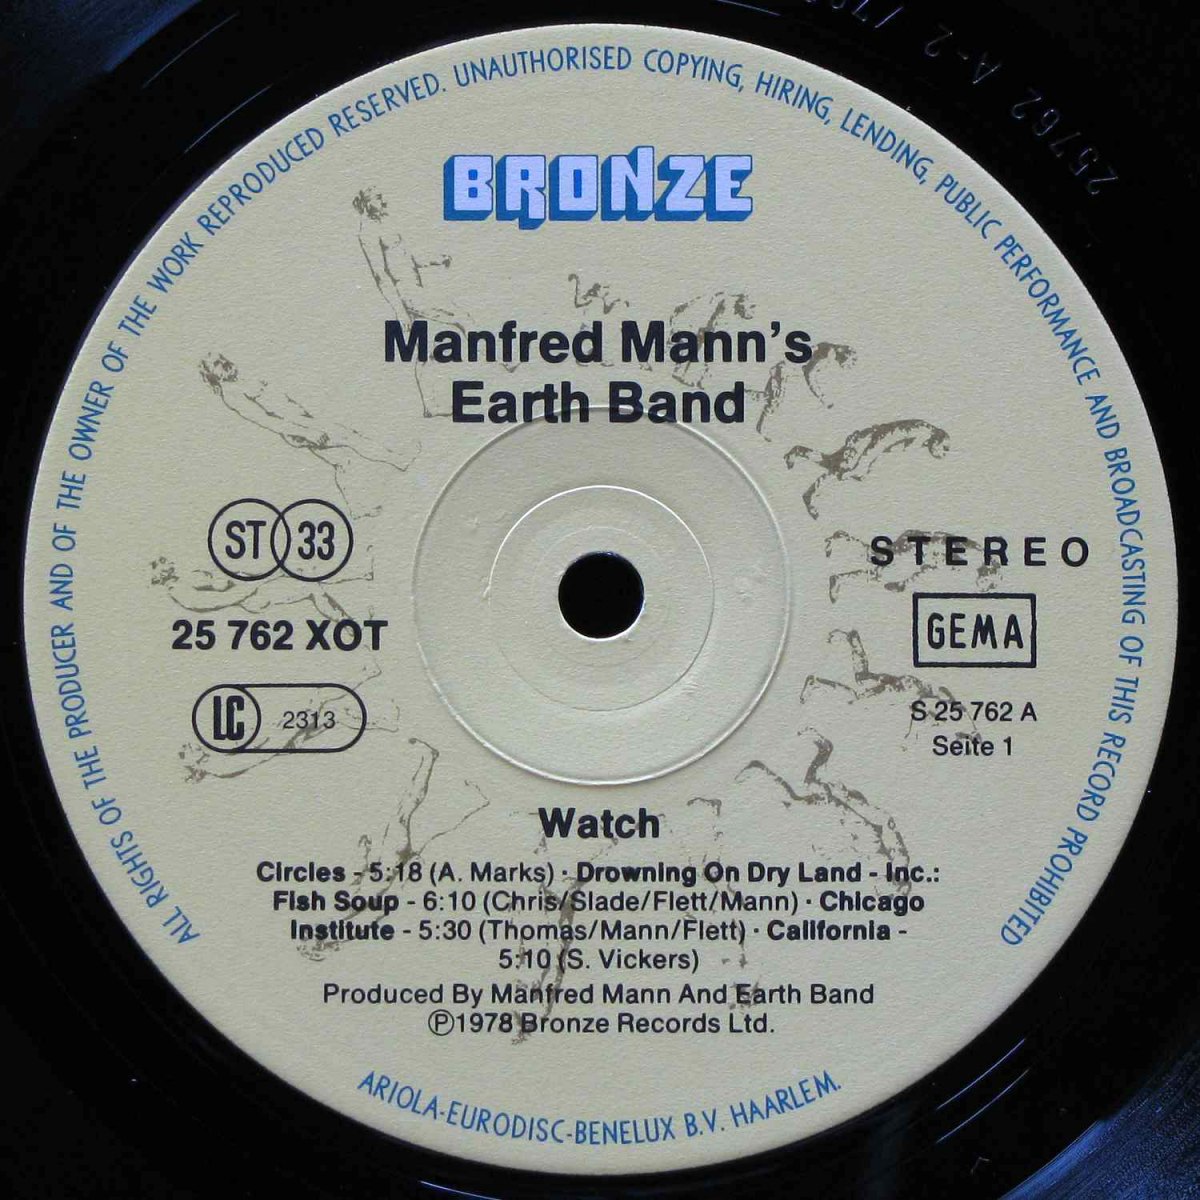 ALL RIGHTS OF THE PRODUCER AND OF THE OWNER OF THE WORK REPRODUCED RESERVED. UNAUTHORISED COPYING, HIRING, LENDING, PUBLIC PERFORMANCE AND BROADCASTING OF THIS RECORD PROHIBITED
BRONZE
Manfred Mann's
Earth Band
ST 33
25 762 XOT
LC 2313
STEREO
GEMA
S 25 762 A
Seite 1
Watch
Circles - 5:18 (A. Marks) · Drowning On Dry Land - Inc.:
Fish Soup - 6:10 (Chris/Slade/Flett/Mann) · Chicago
Institute - 5:30 (Thomas/Mann/Flett) · California -
5:10 (S. Vickers)
Produced By Manfred Mann And Earth Band
℗1978 Bronze Records Ltd.
ARIOLA-EURODISC-BENELUX B.V. HAARLEM.
25762 A-2